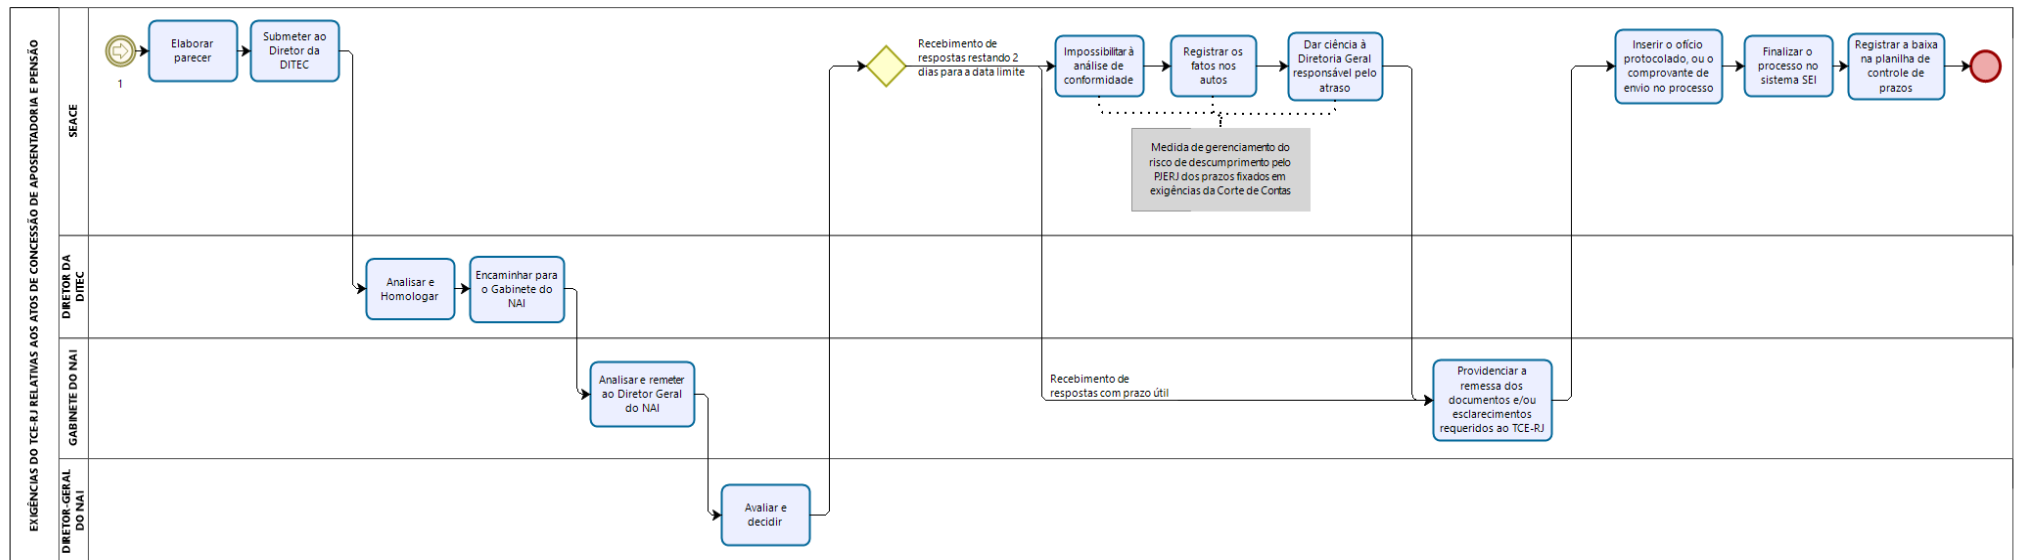 EXIGÊNCIAS DO TCE-RJ RELATIVAS AOS ATOS DE CONCESSÃO DE APOSENTADORIA E PENSÃO
SEACE
1
Elaborar
parecer
Submeter ao
Diretor da
DITEC
Recebimento de
respostas restando 2
dias para a data limite
Impossibilitar à
análise de
conformidade
Registrar os
fatos nos
autos
Dar ciência à
Diretoria Geral
responsável pelo
atraso
Medida de gerenciamento do
risco de descumprimento pelo
PJERJ dos prazos fixados em
exigências da Corte de Contas
Inserir o ofício
protocolado, ou o
comprovante de
envio no processo
Finalizar o
processo no
sistema SEI
Registrar a baixa
na planilha de
controle de
prazos
DIRETOR DA
DITEC
Analisar e
Homologar
Encaminhar para
o Gabinete do
NAI
GABINETE DO NAI
Analisar e remeter
ao Diretor Geral
do NAI
Recebimento de
respostas com prazo útil
Providenciar a
remessa dos
documentos e/ou
esclarecimentos
requeridos ao TCE-RJ
DIRETOR-GERAL
DO NAI
Avaliar e
decidir